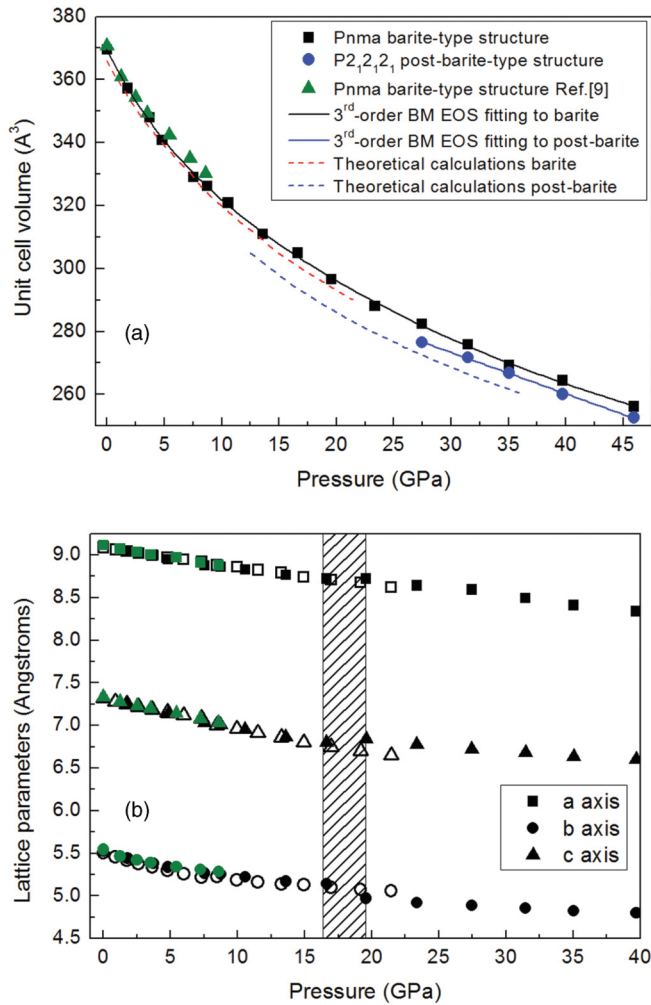 (a)
Pnma barite-type structure
P2₁2₁2₁ post-barite-type structure
Pnma barite-type structure Ref.[9]
3ʳᵈ-order BM EOS fitting to barite
3ʳᵈ-order BM EOS fitting to post-barite
Theoretical calculations barite
Theoretical calculations post-barite
Unit cell volume (A³)
380
360
340
320
300
280
260
0 5 10 15 20 25 30 35 40 45
Pressure (GPa)
(b)
Lattice parameters (Angstroms)
9.0
8.5
7.5
7.0
6.5
5.5
5.0
4.5
a axis
b axis
c axis
0 5 10 15 20 25 30 35 40
Pressure (GPa)